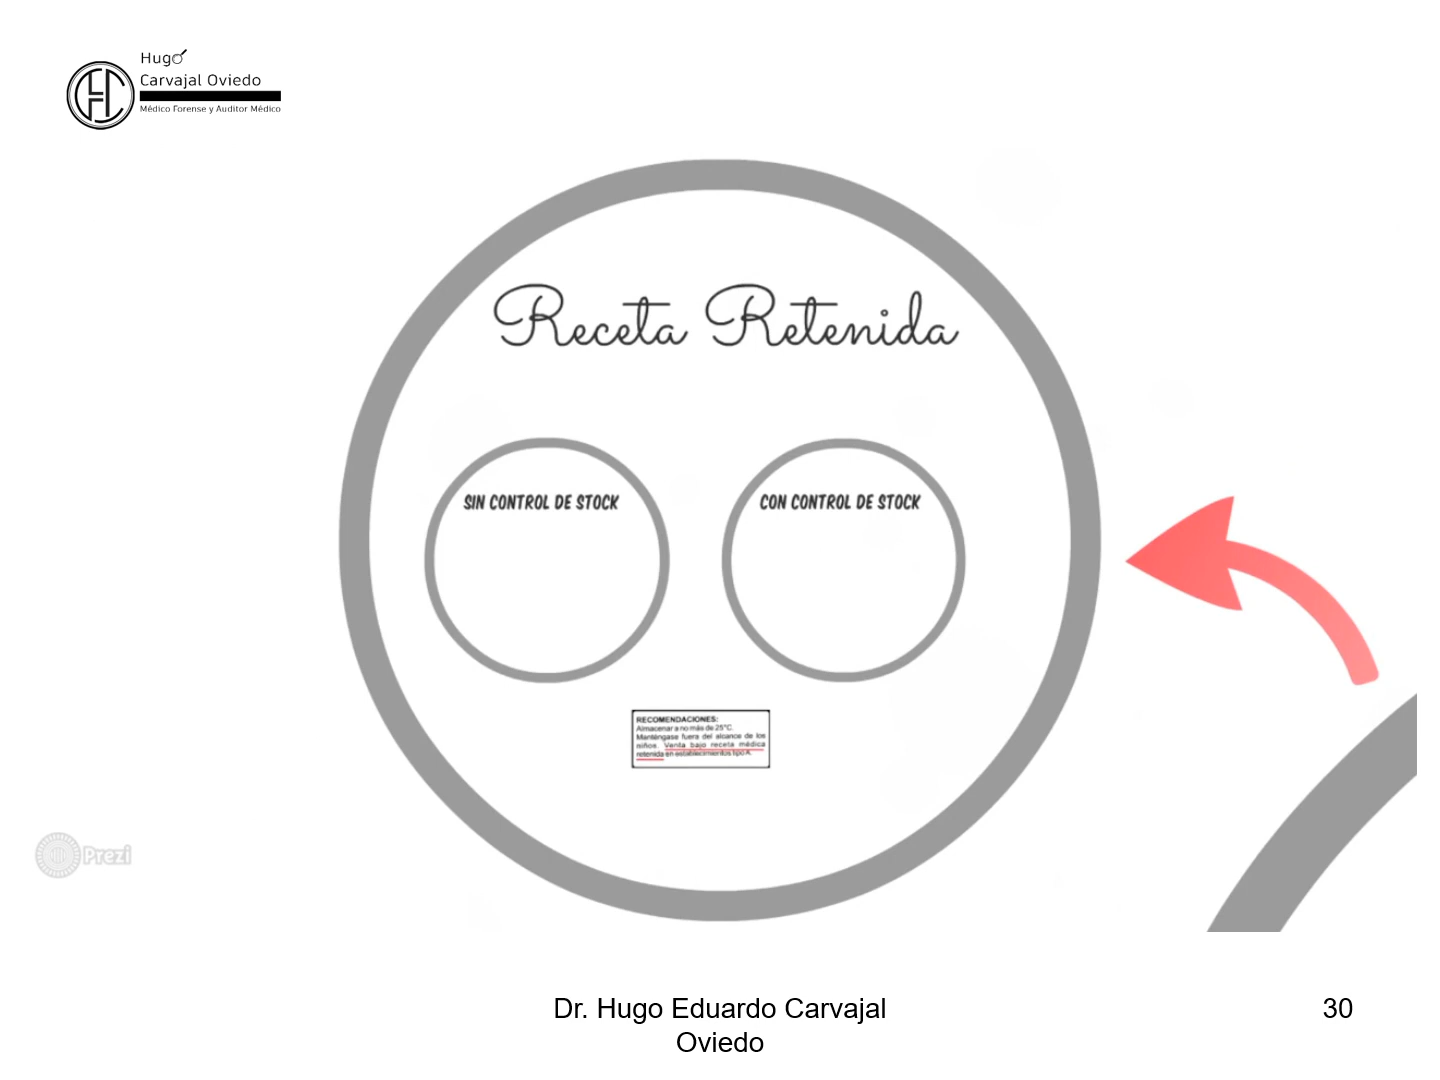 Hugo
Carvajal Oviedo
Médico Forense y Auditor Médico
Receta Retenida
SIN CONTROL DE STOCK
CON CONTROL DE STOCK
RECOMENDACIONES:
Almacenar a no más de 25°C.
Manténgase fuera del alcance de los
niños. Venta bajo receta médica
retenida en establecimientos tipo A.
Prezi
Dr. Hugo Eduardo Carvajal
Oviedo
30